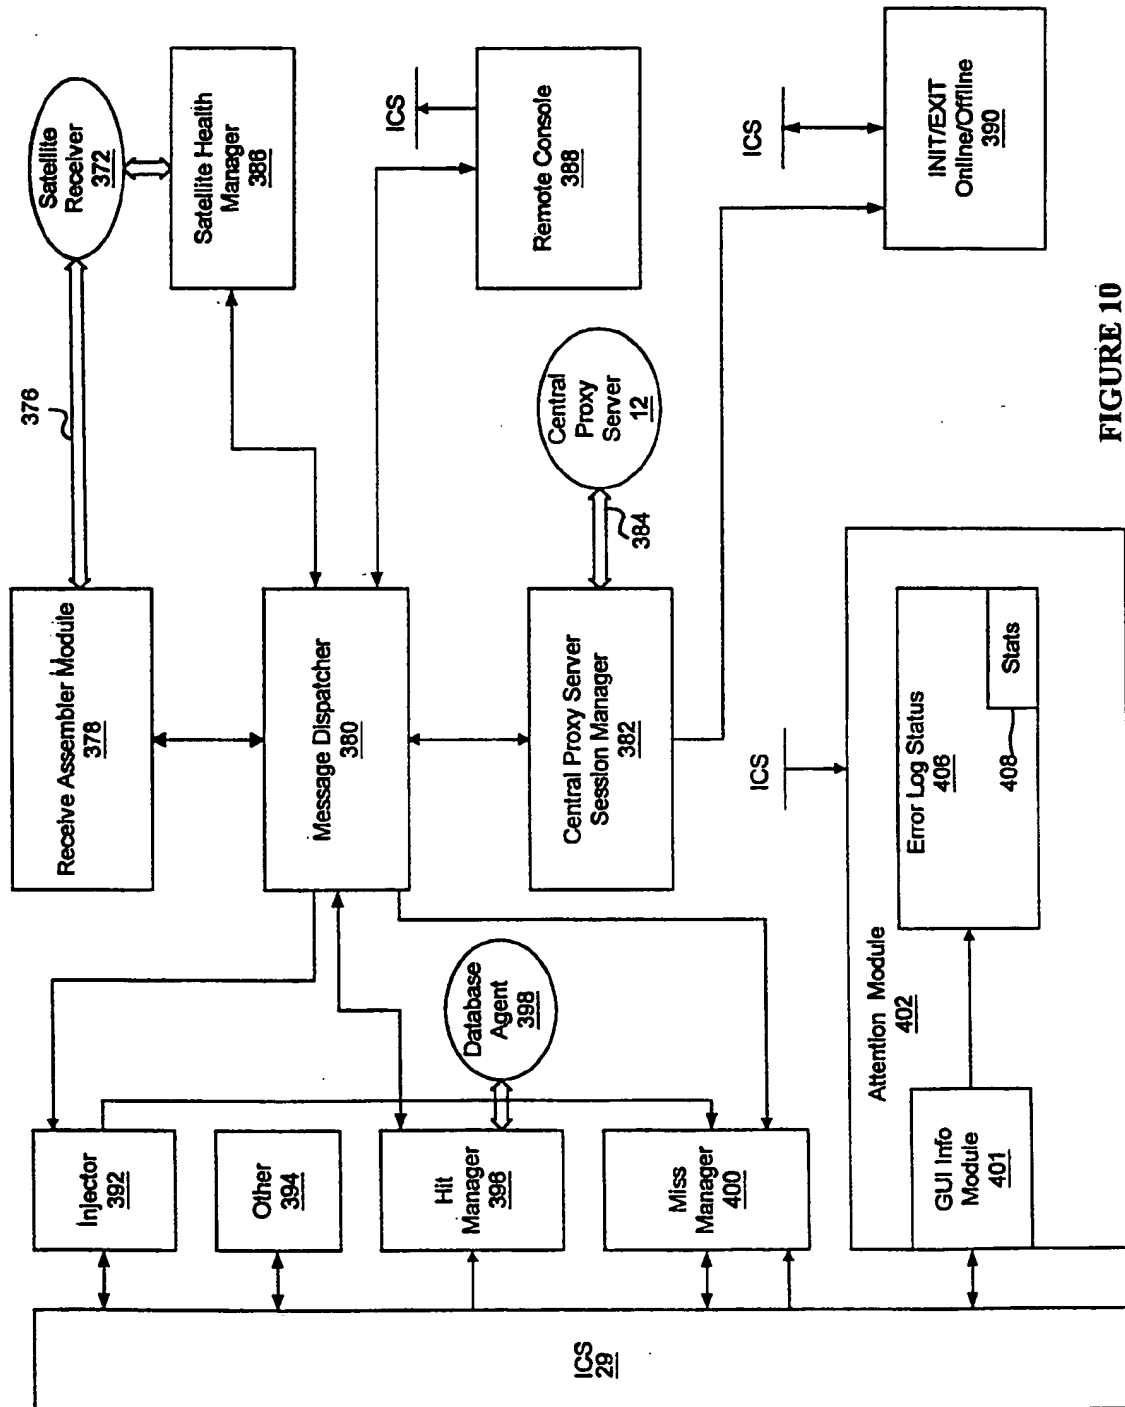 Satellite
Receiver
372
376
Satellite Health
Manager
386
ICS
Remote Console
388
ICS
INIT/EXIT
Online/Offline
390
Receive Assembler Module
378
Message Dispatcher
380
Central Proxy Server
Session Manager
382
384
Central
Proxy
Server
12
Injector
392
Other
394
Hit
Manager
396
Database
Agent
398
Miss
Manager
400
ICS
Attention Module
402
GUI Info
Module
401
Error Log Status
406
Stats
408
ICS
29
FIGURE 10